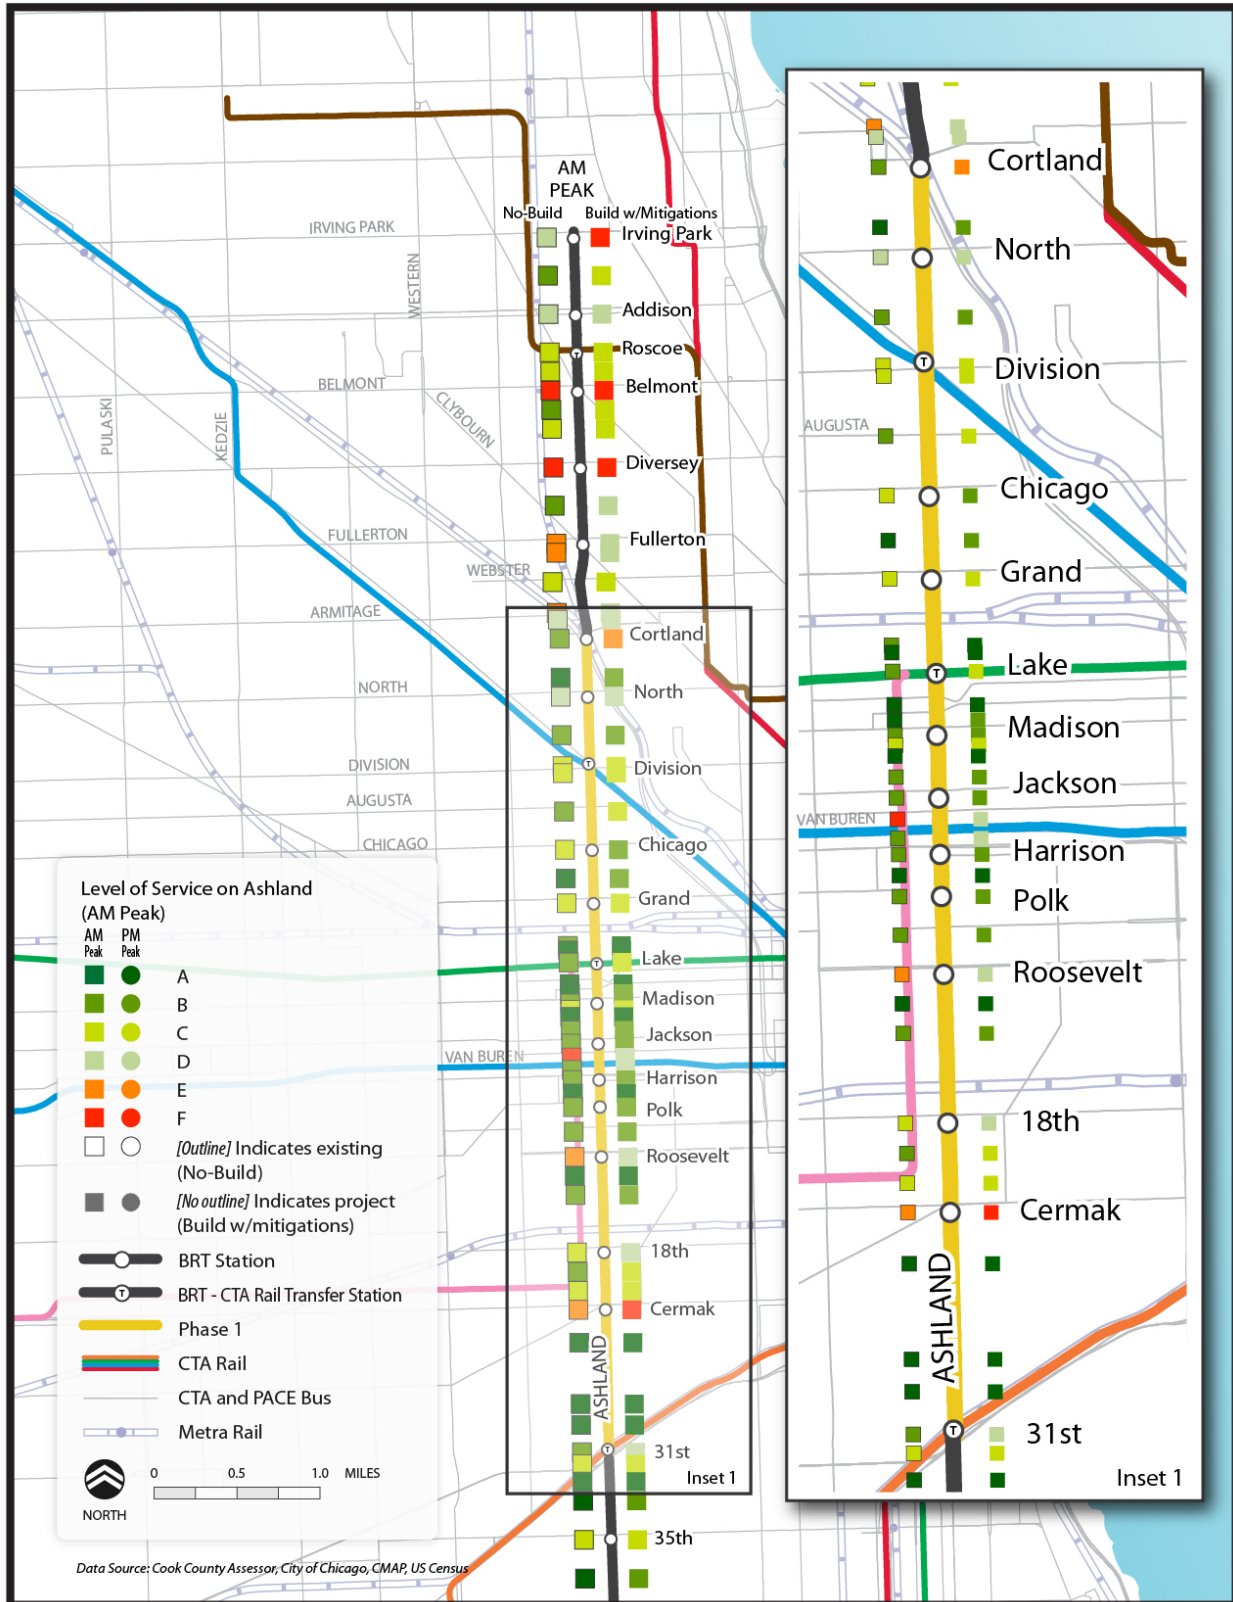 AM
PEAK
No-Build
Build w/Mitigations
Irving Park
Addison
Roscoe
Belmont
Diversey
Fullerton
Cortland
North
Division
Chicago
Grand
Lake
Madison
Jackson
Harrison
Polk
Roosevelt
18th
Cermak
ASHLAND
31st
Inset 1
35th
IRVING PARK
WESTERN
BELMONT
CLYBOURN
PULASKI
KEDZIE
FULLERTON
WEBSTER
ARMITAGE
NORTH
DIVISION
AUGUSTA
CHICAGO
VAN BUREN
T
T
T
T
Cortland
North
T
Division
AUGUSTA
Chicago
Grand
T
Lake
Madison
Jackson
VAN BUREN
Harrison
Polk
Roosevelt
18th
Cermak
ASHLAND
T
31st
Inset 1
Level of Service on Ashland
(AM Peak)
AM PM
Peak Peak
A
B
C
D
E
F
[Outline] Indicates existing
(No-Build)
[No outline] Indicates project
(Build w/mitigations)
BRT Station
T BRT - CTA Rail Transfer Station
Phase 1
CTA Rail
CTA and PACE Bus
Metra Rail
0 0.5 1.0 MILES
NORTH
Data Source: Cook County Assessor, City of Chicago, CMAP, US Census